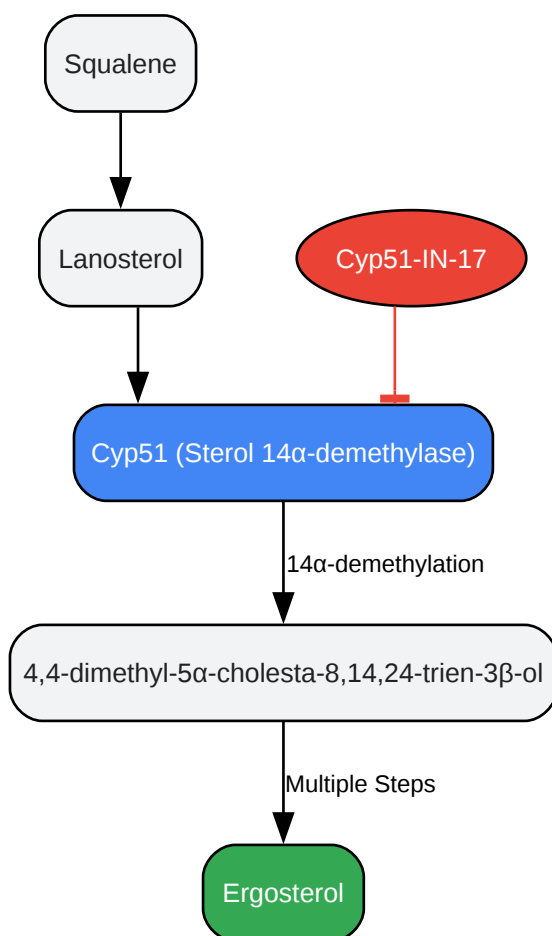 Squalene
Lanosterol
Cyp51-IN-17
Cyp51 (Sterol 14α-demethylase)
14α-demethylation
4,4-dimethyl-5α-cholesta-8,14,24-trien-3β-ol
Multiple Steps
Ergosterol